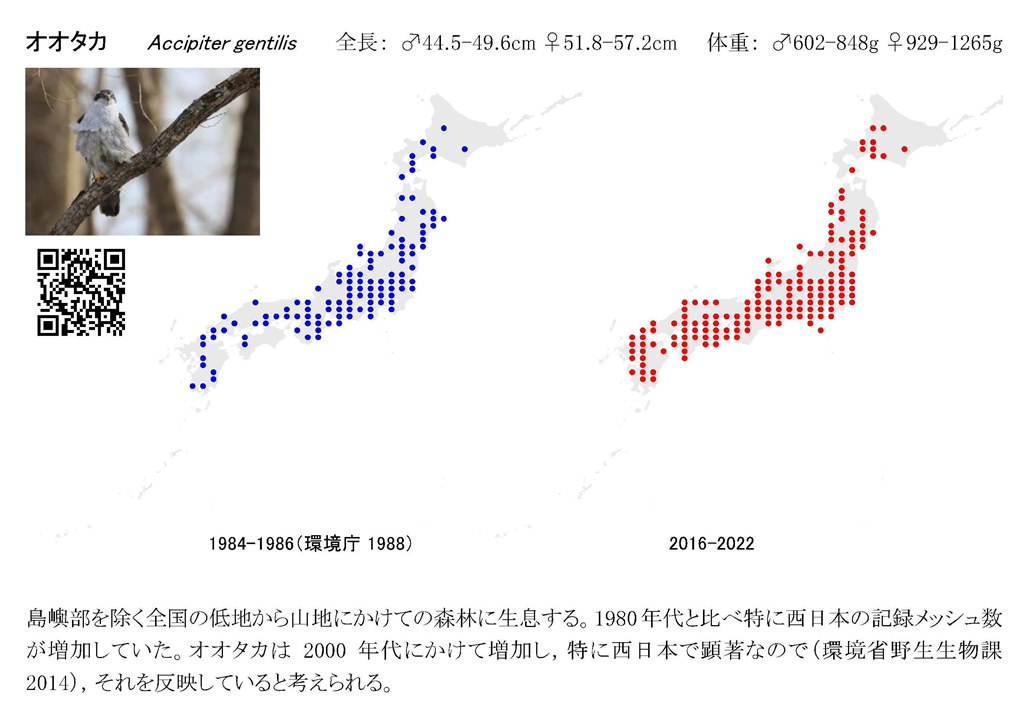 オオタカ Accipiter gentilis 全長： ♂44.5-49.6cm ♀51.8-57.2cm 体重： ♂602-848g ♀929-1265g
1984-1986（環境庁 1988） 2016-2022
島嶼部を除く全国の低地から山地にかけての森林に生息する。1980年代と比べ特に西日本の記録メッシュ数
が増加していた。オオタカは 2000 年代にかけて増加し，特に西日本で顕著なので（環境省野生生物課
2014），それを反映していると考えられる。